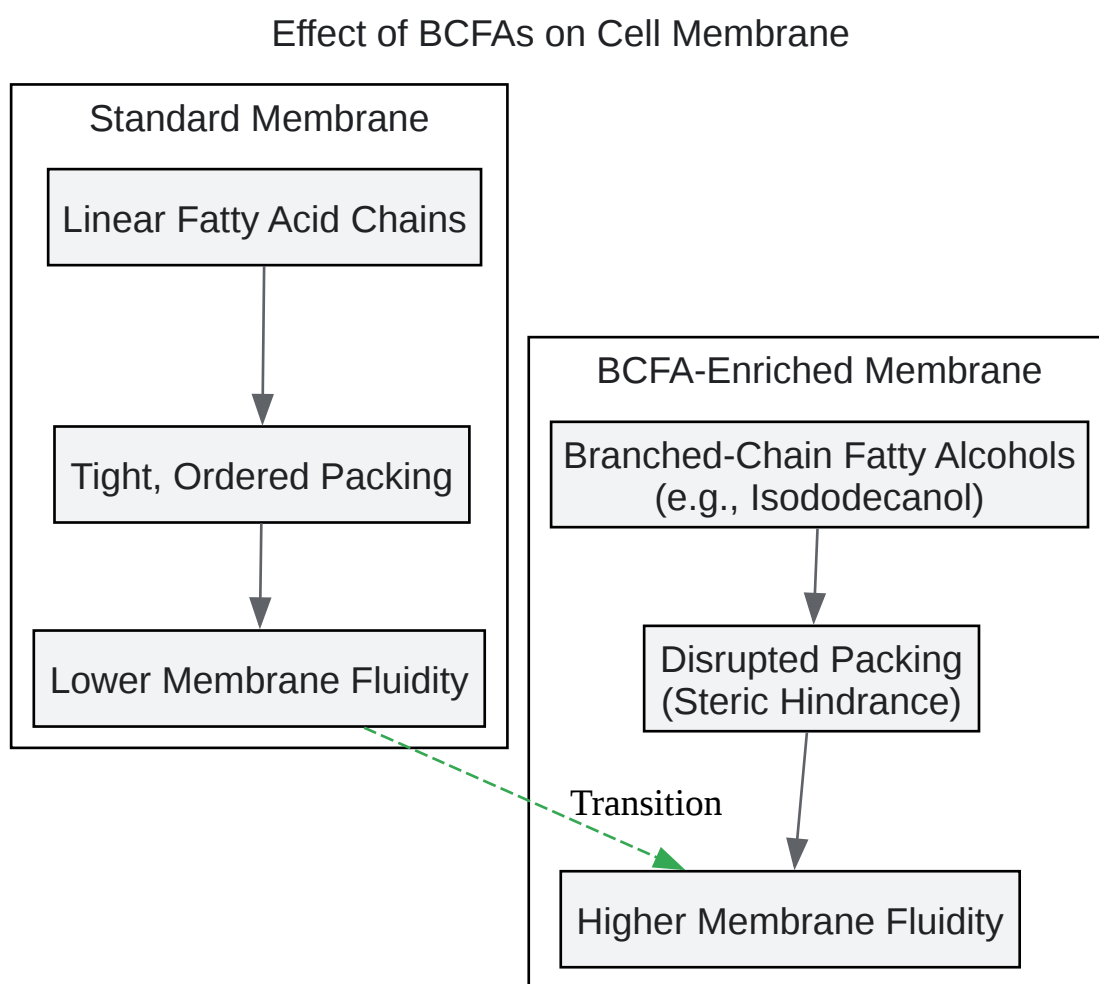 Effect of BCFAs on Cell Membrane
Standard Membrane
Linear Fatty Acid Chains
Tight, Ordered Packing
Lower Membrane Fluidity
BCFA-Enriched Membrane
Branched-Chain Fatty Alcohols
(e.g., Isododecanol)
Disrupted Packing
(Steric Hindrance)
Transition
Higher Membrane Fluidity